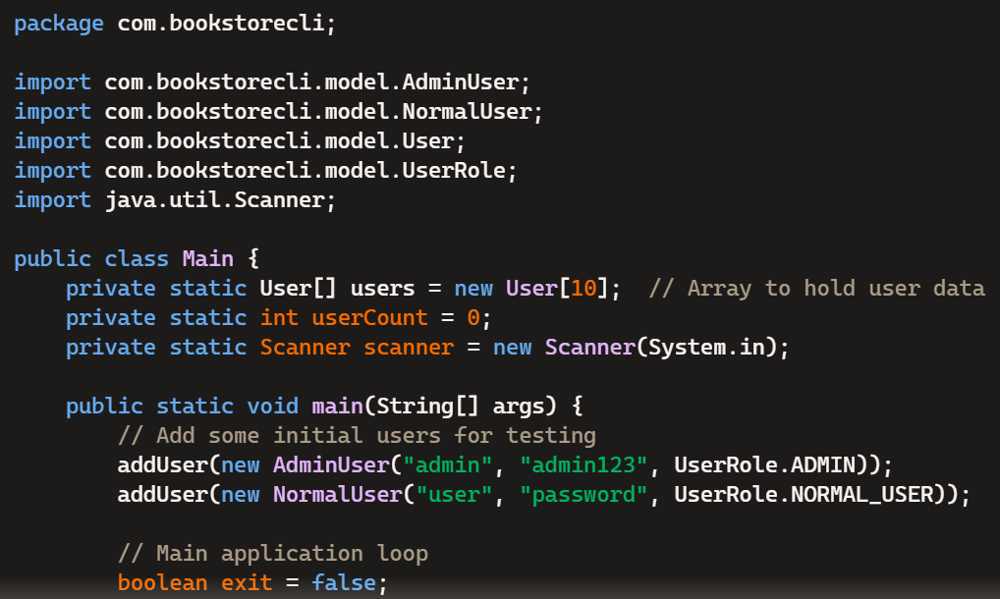 package com.bookstorecli;
import com.bookstorecli.model.AdminUser;
import com.bookstorecli.model.NormalUser;
import com.bookstorecli.model.User;
import com.bookstorecli.model.UserRole;
import java.util.Scanner;
public class Main {
private static User[] users = new User[10];  // Array to hold user data
private static int userCount = 0;
private static Scanner scanner = new Scanner(System.in);
public static void main(String[] args) {
// Add some initial users for testing
addUser(new AdminUser("admin", "admin123", UserRole.ADMIN));
addUser(new NormalUser("user", "password", UserRole.NORMAL_USER));
// Main application loop
boolean exit = false;